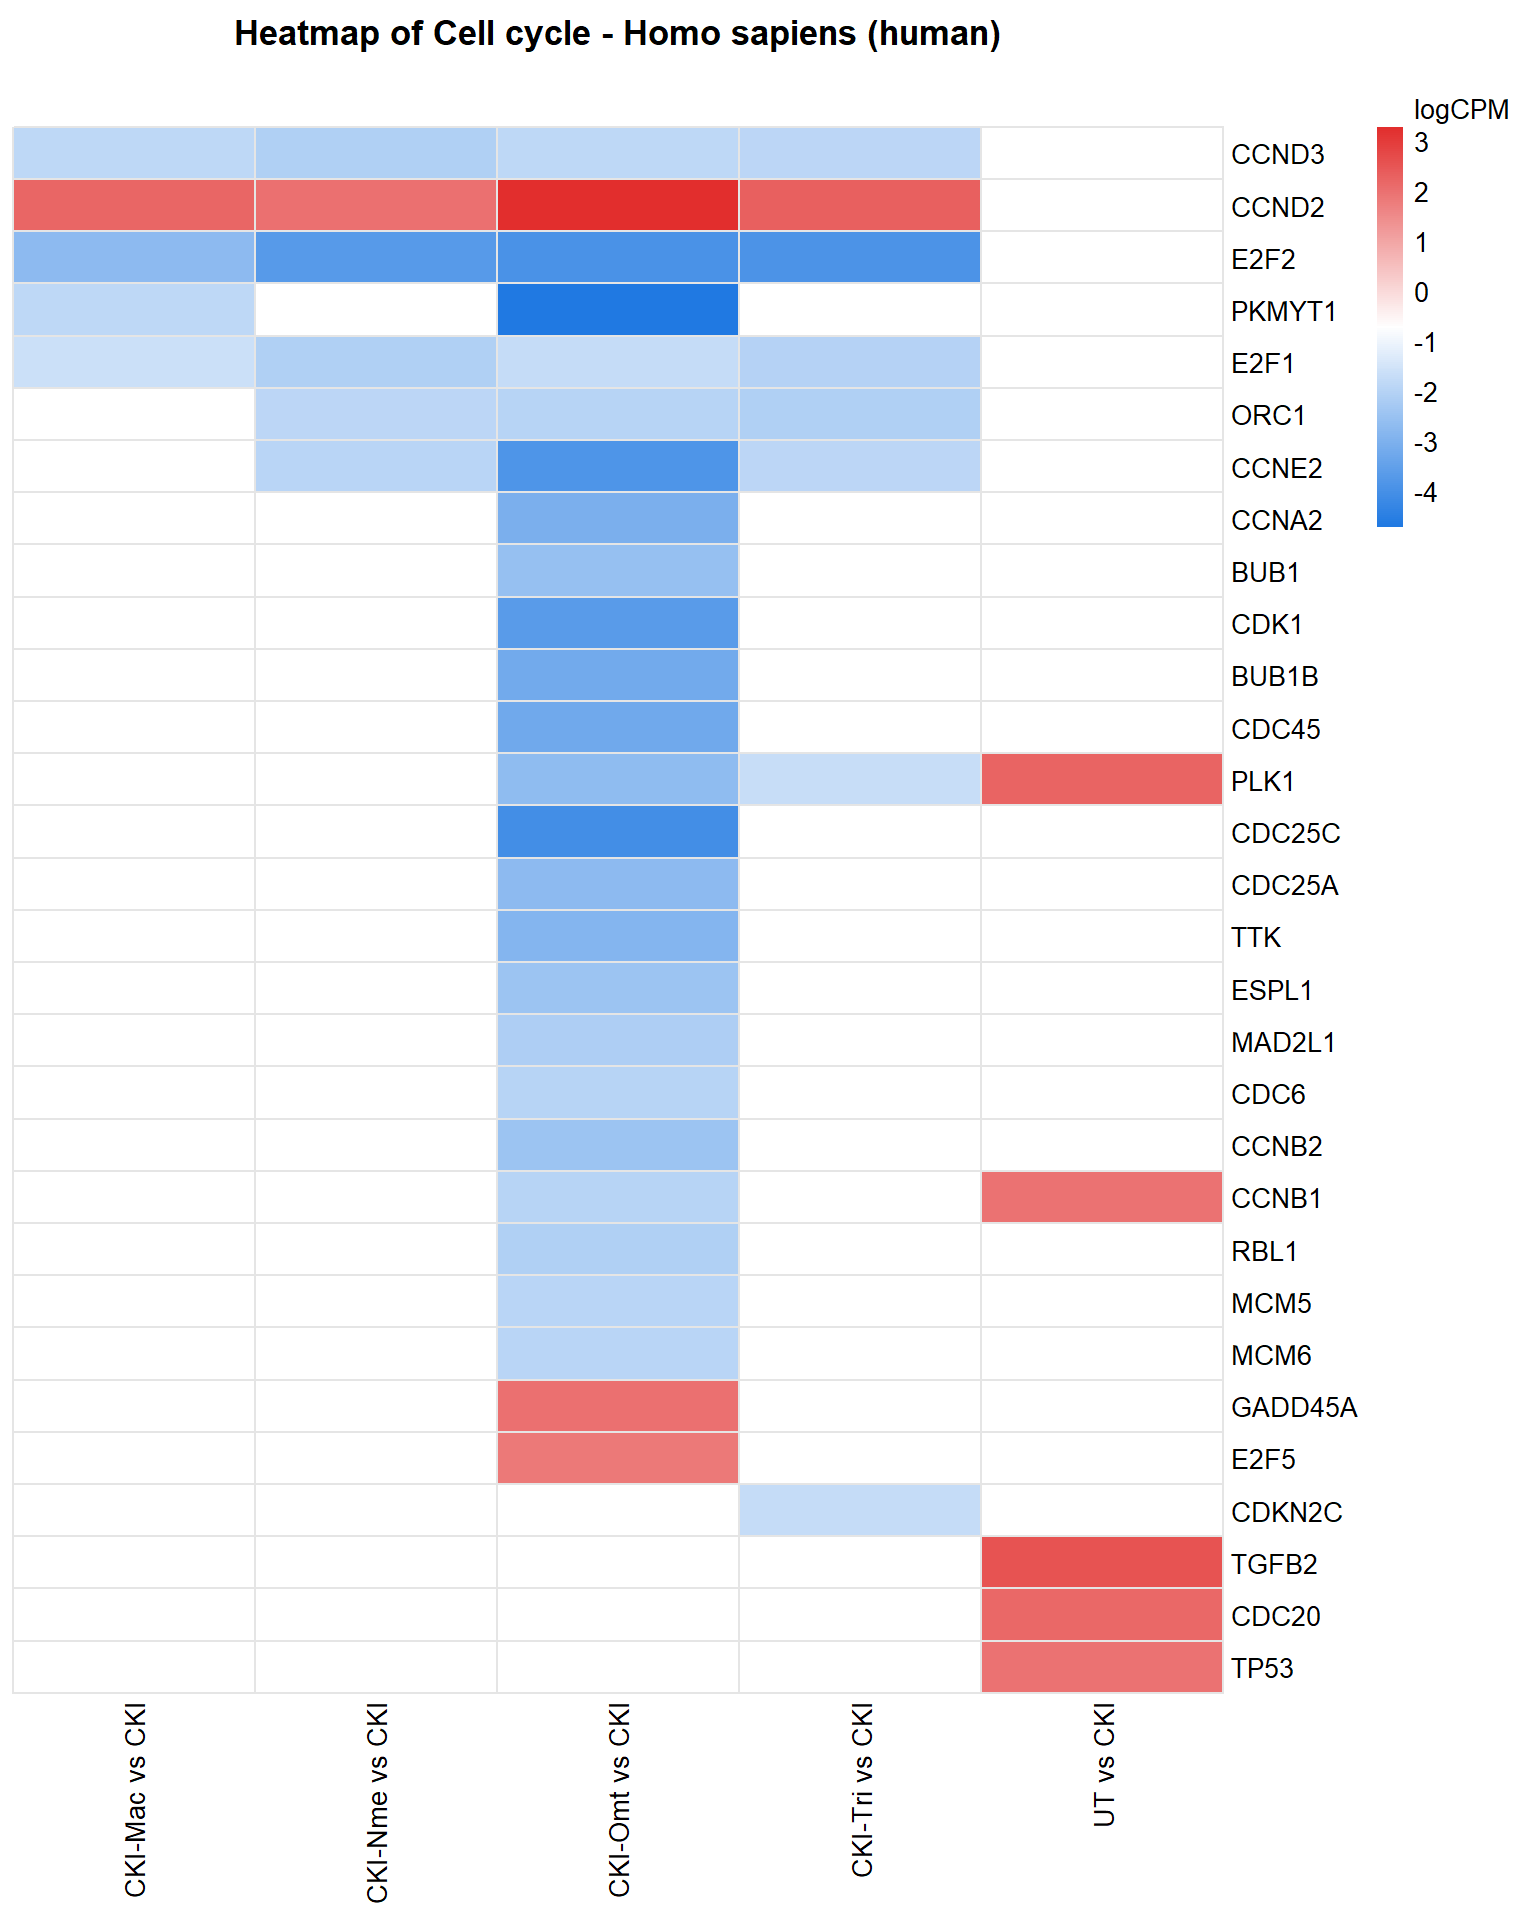 Heatmap of Cell cycle - Homo sapiens (human)
logCPM
3
2
1
0
-1
-2
-3
-4
CCND3
CCND2
E2F2
PKMYT1
E2F1
ORC1
CCNE2
CCNA2
BUB1
CDK1
BUB1B
CDC45
PLK1
CDC25C
CDC25A
TTK
ESPL1
MAD2L1
CDC6
CCNB2
CCNB1
RBL1
MCM5
MCM6
GADD45A
E2F5
CDKN2C
TGFB2
CDC20
TP53
CKI-Mac vs CKI
CKI-Nme vs CKI
CKI-Omt vs CKI
CKI-Tri vs CKI
UT vs CKI